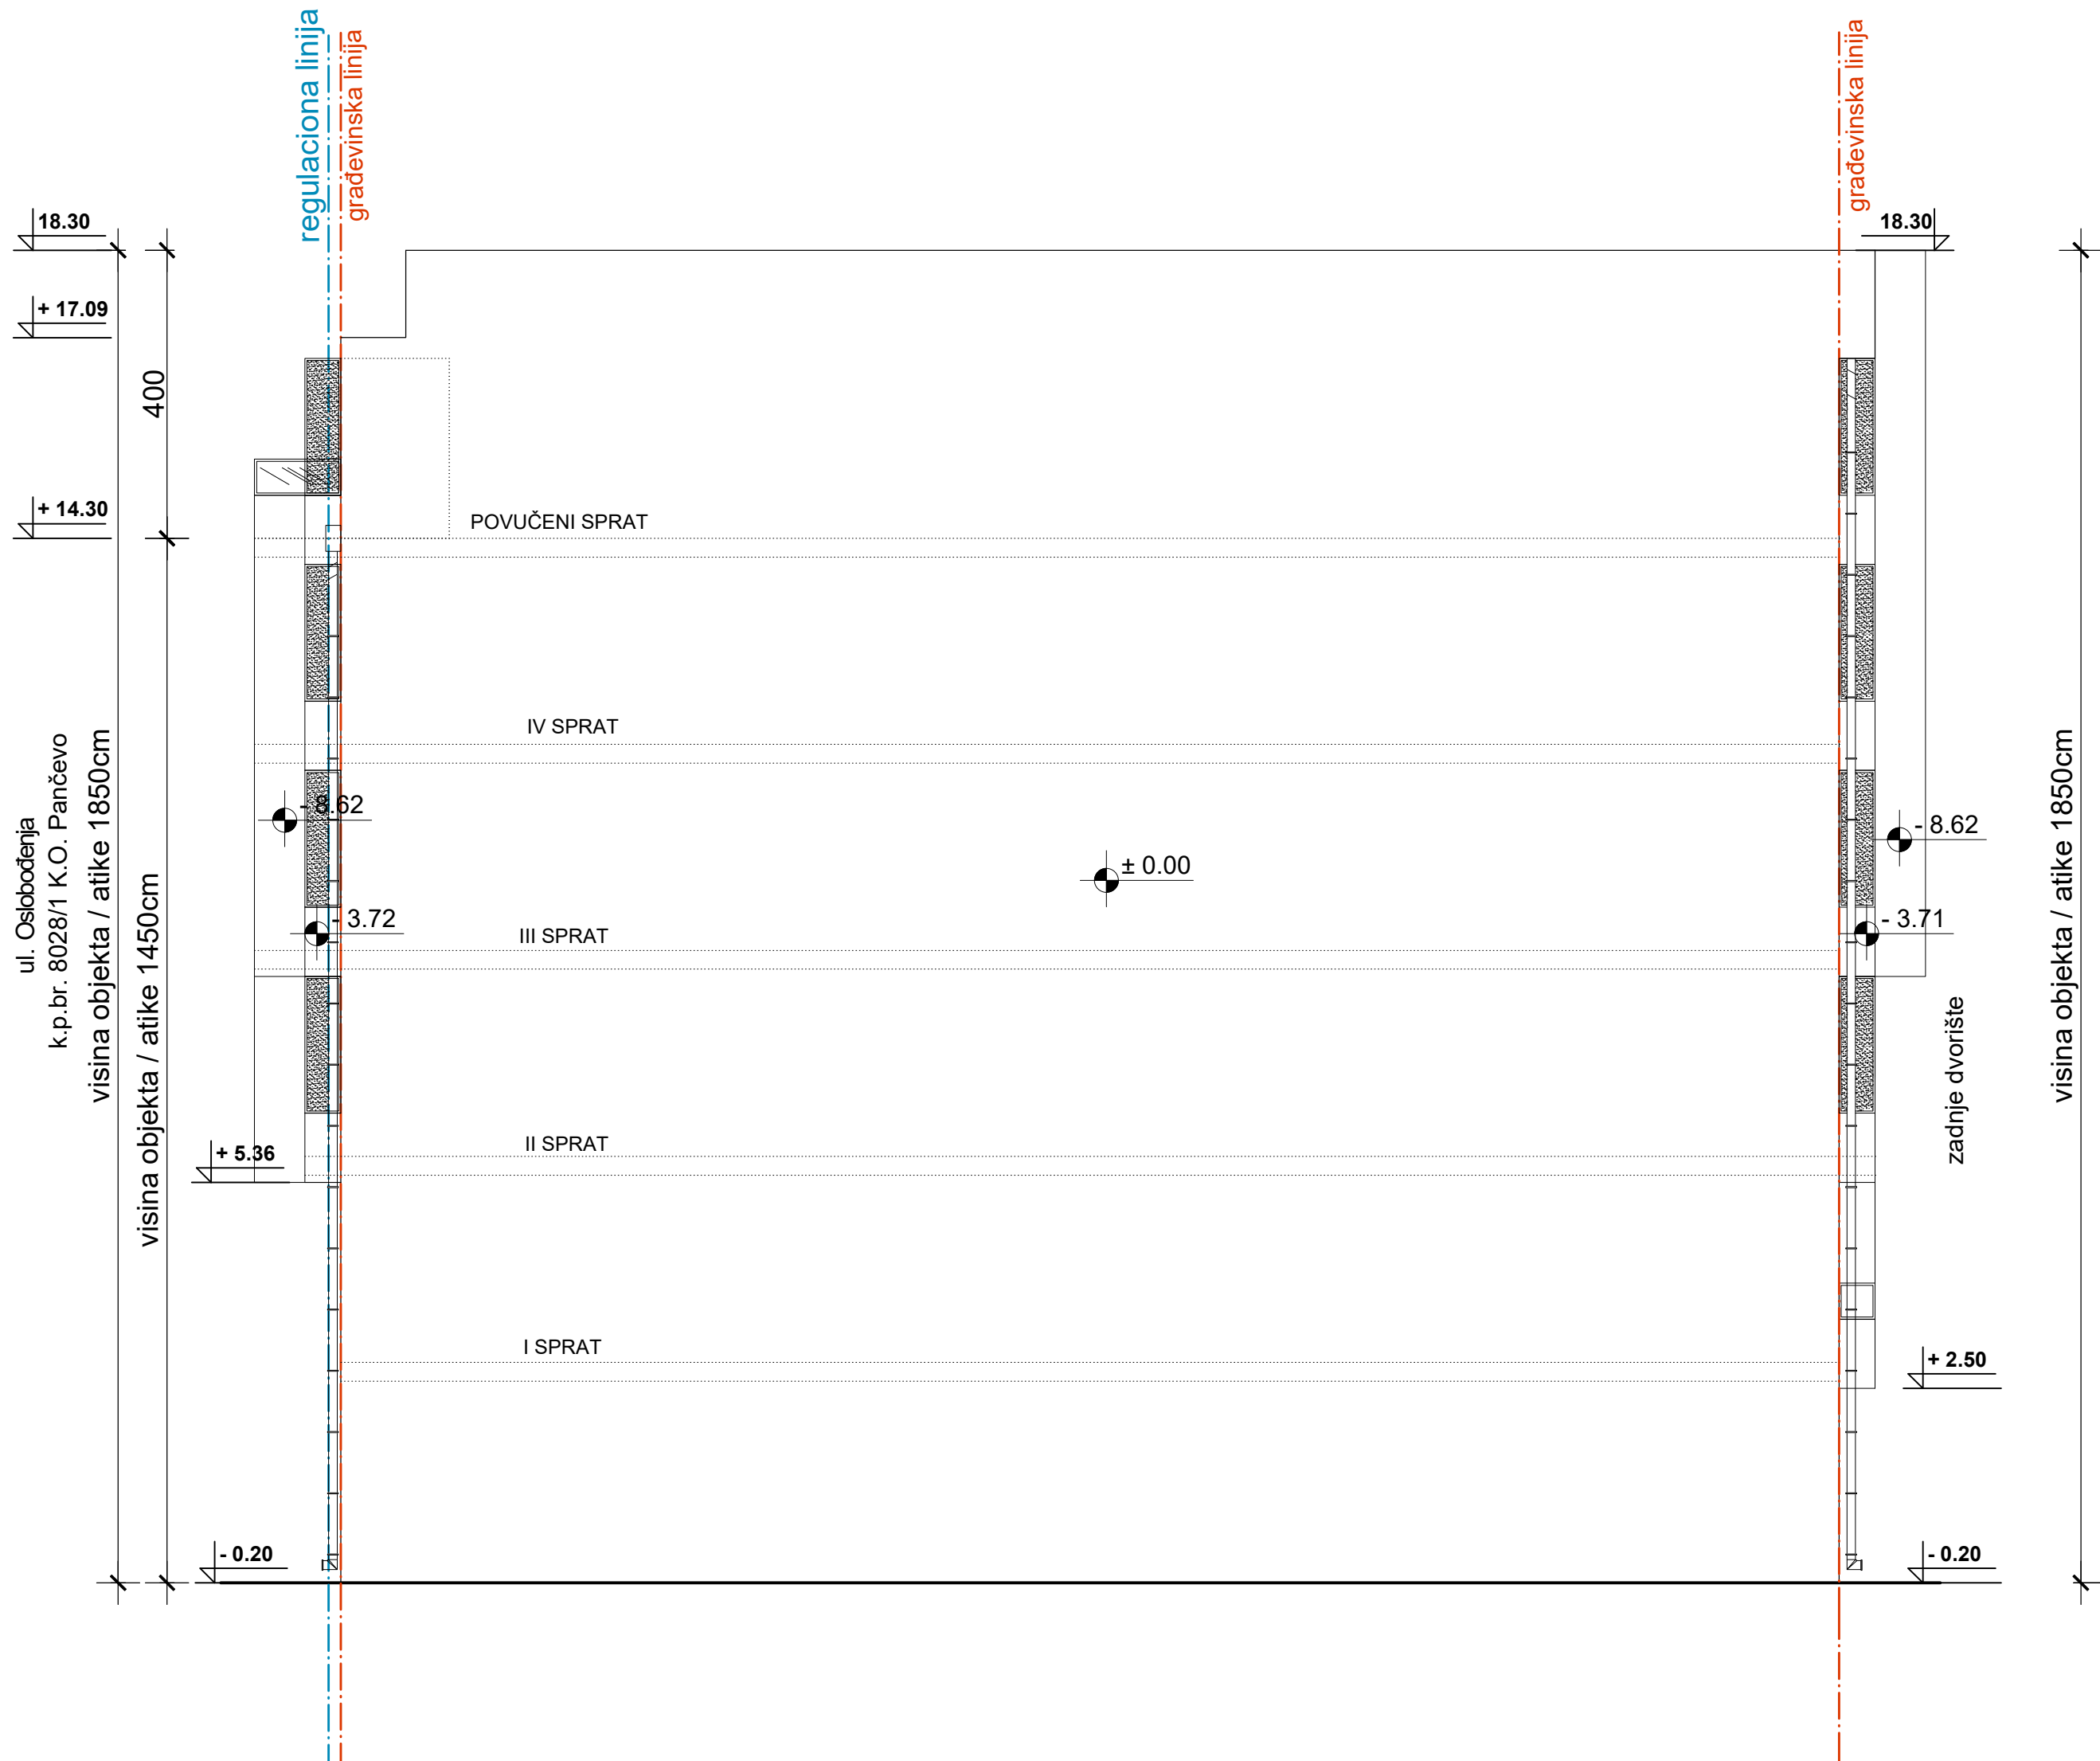 regulaciona linija
građevinska linija
građevinska linija
18.30
18.30
+ 17.09
400
+ 14.30
POVUČENI SPRAT
IV SPRAT
ul. Oslobođenja
k.p.br. 8028/1 K.O. Pančevo
visina objekta / atike 1850cm
visina objekta / atike 1450cm
- 8.62
- 8.62
± 0.00
- 3.72
- 3.71
III SPRAT
visina objekta / atike 1850cm
zadnje dvorište
II SPRAT
+ 5.36
I SPRAT
+ 2.50
- 0.20
- 0.20